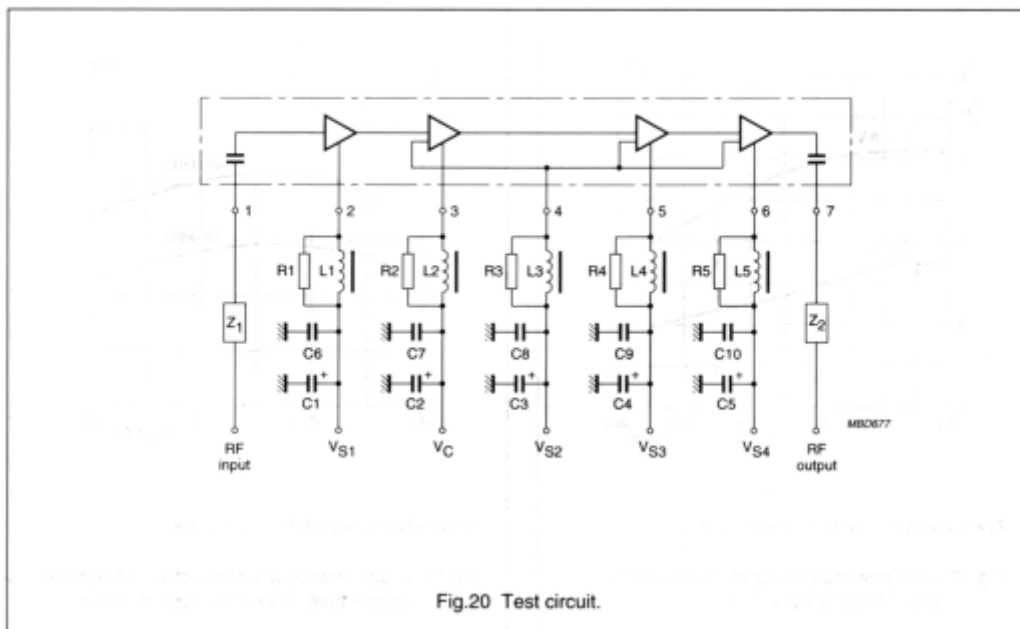 1 2 3 4 5 6 7
R1 L1 R2 L2 R3 L3 R4 L4 R5 L5
Z1 Z2
C6 C7 C8 C9 C10
+ + + + +
C1 C2 C3 C4 C5
MBD677
RF input VS1 VC VS2 VS3 VS4 RF output
Fig.20 Test circuit.